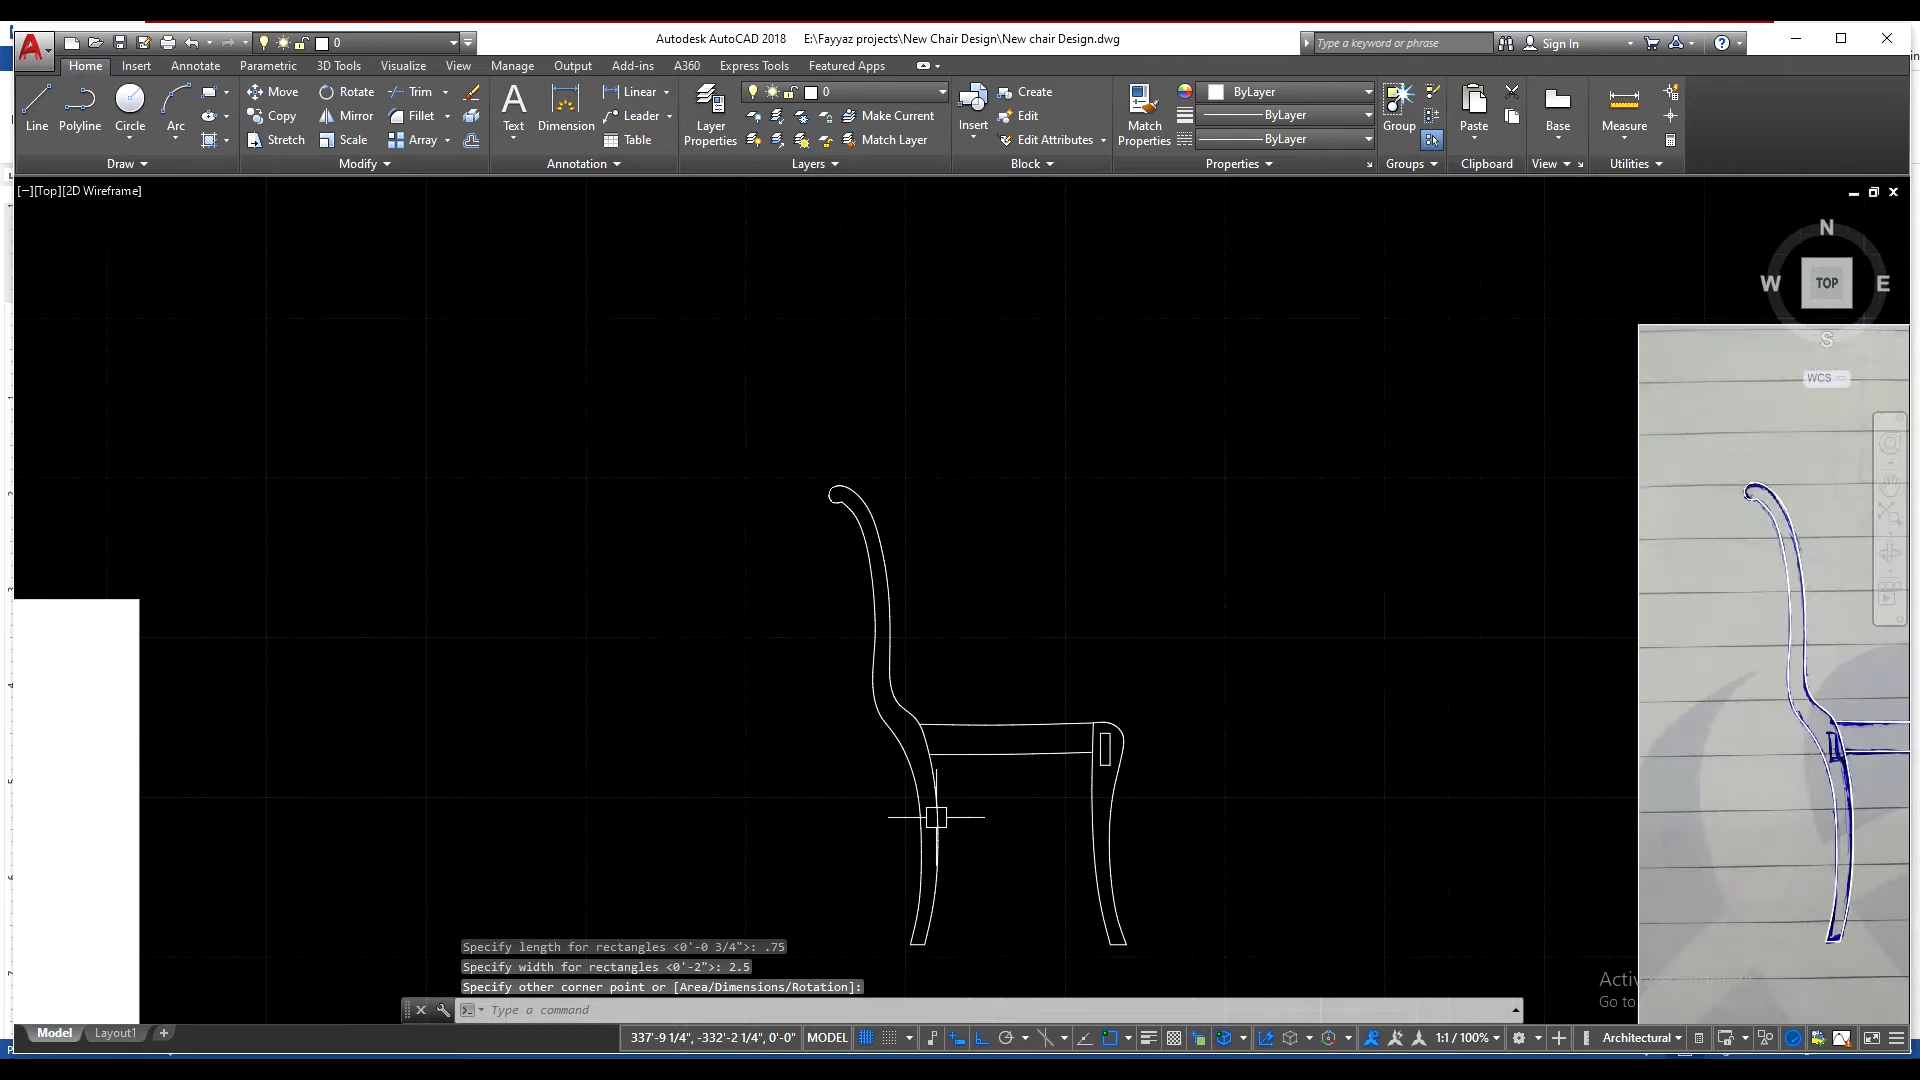 0
Autodesk AutoCAD 2018 E:\Fayyaz projects\New Chair Design\New chair Design.dwg
Type a keyword or phrase
Sign In
Home Insert Annotate Parametric 3D Tools Visualize View Manage Output Add-ins A360 Express Tools Featured Apps
Line Polyline Circle Arc
Move Rotate Trim
Copy Mirror Fillet
Stretch Scale Array
Text Dimension
Linear
Leader
Table
Layer Properties
0
Make Current
Match Layer
Insert
Create
Edit
Edit Attributes
Match Properties
ByLayer
ByLayer
ByLayer
Group
Paste
Base
Measure
Draw Modify Annotation Layers Block Properties Groups Clipboard View Utilities
[−][Top][2D Wireframe]
N
W TOP E
S
WCS
Specify length for rectangles <0'-0 3/4">: .75
Specify width for rectangles <0'-2">: 2.5
Specify other corner point or [Area/Dimensions/Rotation]:
Type a command
Go to
Model Layout1
337'-9 1/4", -332'-2 1/4", 0'-0" MODEL 1:1 / 100% Architectural